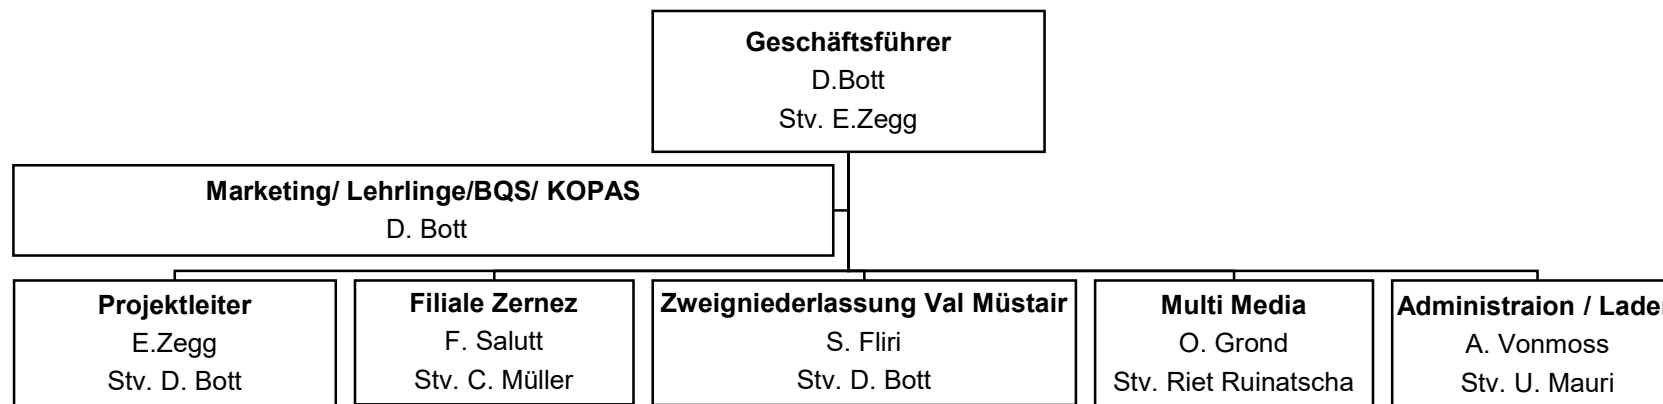 Geschäftsführer
D.Bott
Stv. E.Zegg
Marketing/ Lehrlinge/BQS/ KOPAS
D. Bott
Projektleiter
E.Zegg
Stv. D. Bott
Filiale Zernez
F. Salutt
Stv. C. Müller
Zweigniederlassung Val Müstair
S. Fliri
Stv. D. Bott
Multi Media
O. Grond
Stv. Riet Ruinatscha
Administraion / Laden
A. Vonmoss
Stv. U. Mauri